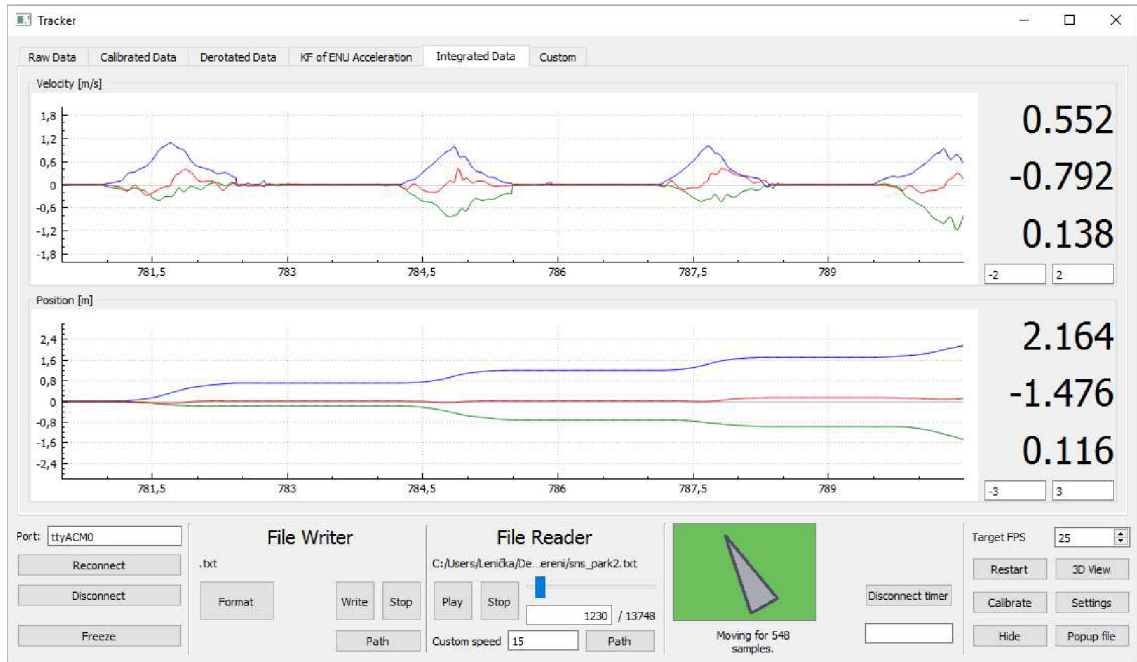 Tracker
Raw Data Calibrated Data Derotated Data KF of ENU Acceleration Integrated Data Custom
Velocity [m/s]
1,8
1,2
0,6
0
-0,6
-1,2
-1,8
781,5 783 784,5 786 787,5 789
0.552
-0.792
0.138
-2 2
Position [m]
2,4
1,6
0,8
0
-0,8
-1,6
-2,4
781,5 783 784,5 786 787,5 789
2.164
-1.476
0.116
-3 3
Port: ttyACM0
Reconnect
Disconnect
Freeze
File Writer
.txt
Format Write Stop
Path
File Reader
C:/Users/Lenička/De...ereni/sns_park2.txt
Play Stop
1230 / 13748
Custom speed 15 Path
Moving for 548
samples.
Disconnect timer
Target FPS 25
Restart 3D View
Calibrate Settings
Hide Popup file